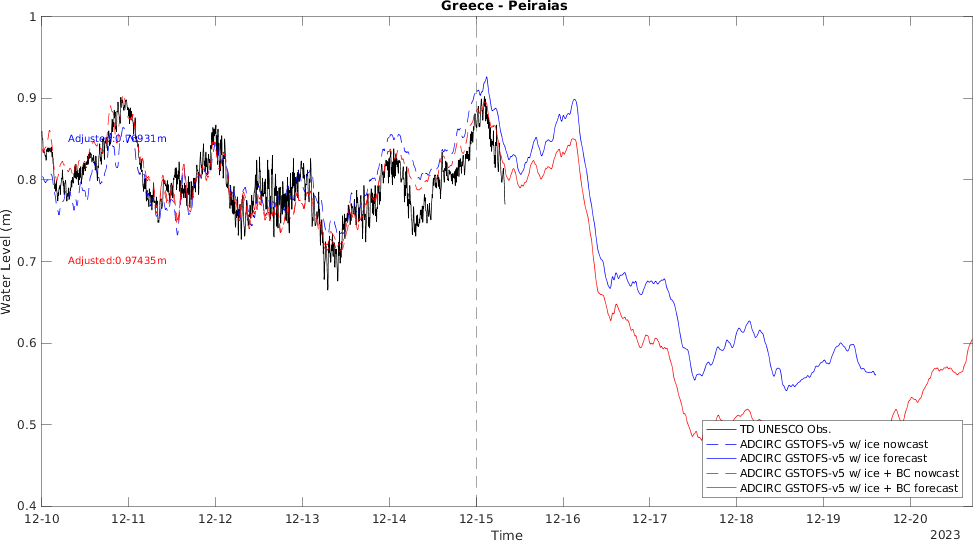 Greece - Peiraias
Water Level (m)
1
0.9
0.8
0.7
0.6
0.5
0.4
Adjusted:0.97435m
TD UNESCO Obs.
ADCIRC GSTOFS-v5 w/ ice nowcast
ADCIRC GSTOFS-v5 w/ ice forecast
ADCIRC GSTOFS-v5 w/ ice + BC nowcast
ADCIRC GSTOFS-v5 w/ ice + BC forecast
12-10 12-11 12-12 12-13 12-14 12-15 12-16 12-17 12-18 12-19 12-20
Time
2023